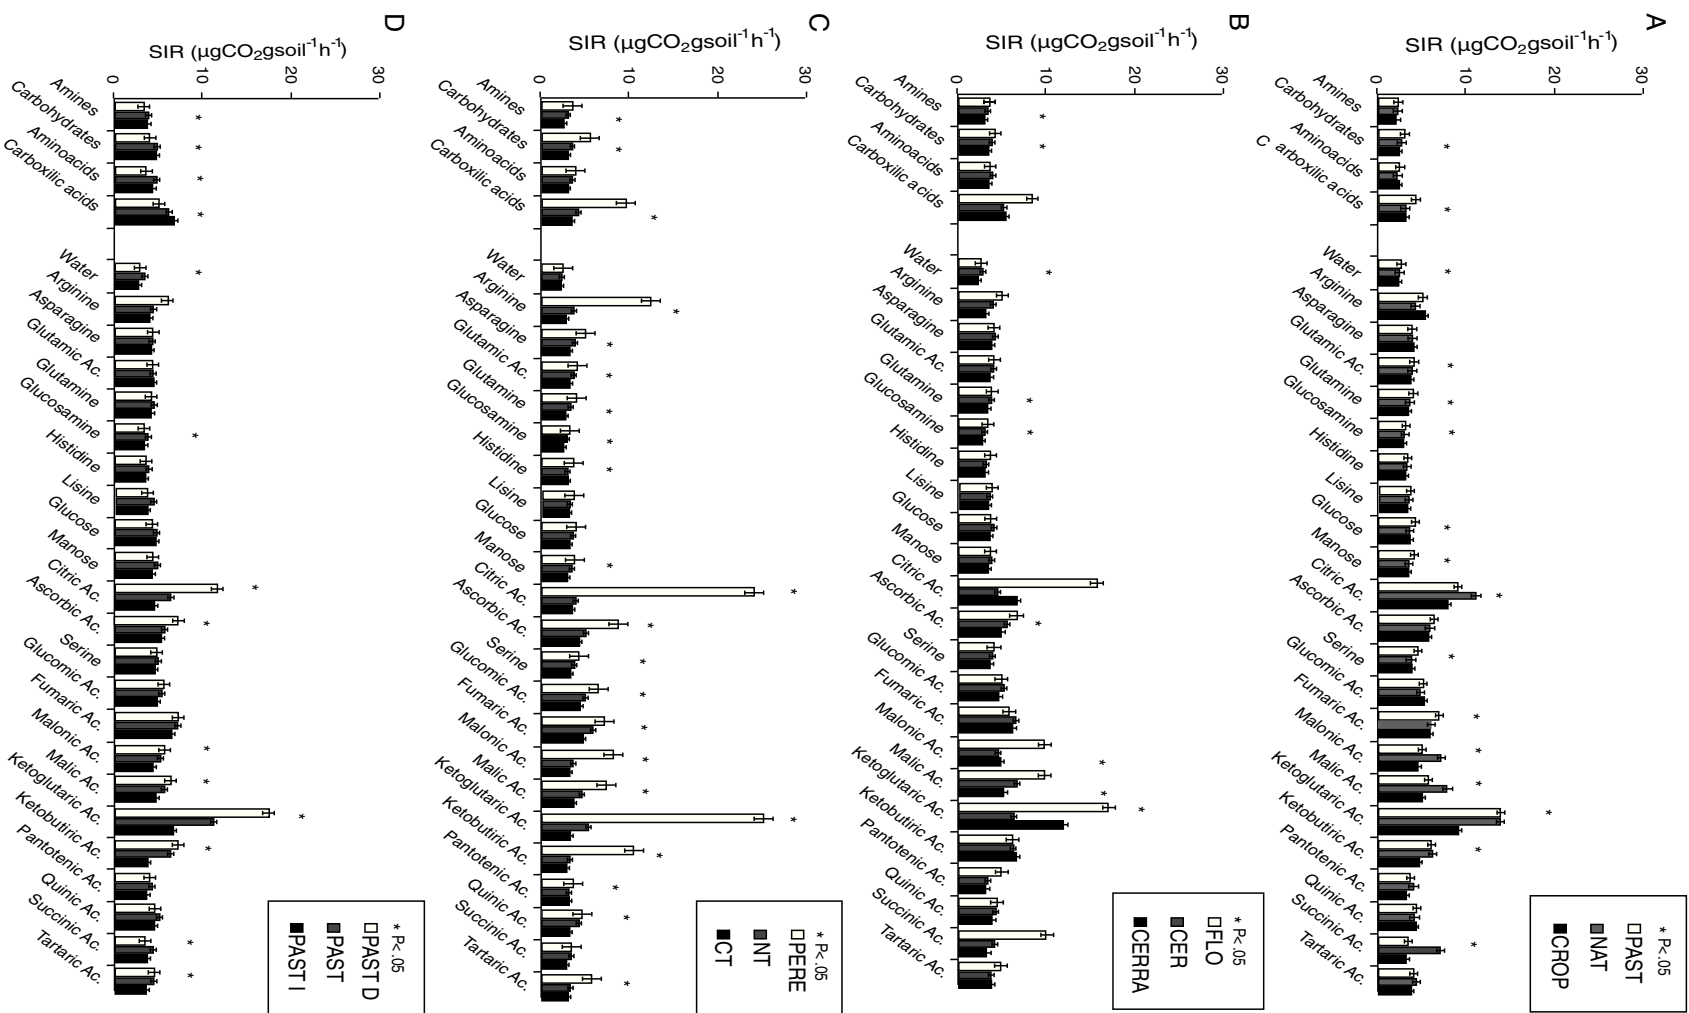 A
SIR (µgCO2gsoil-1h-1)
0
10
20
30
Amines
Carbohydrates
Aminoacids
C arboxilic acids
Water
Arginine
Asparagine
Glutamic Ac.
Glutamine
Glucosamine
Histidine
Lisine
Glucose
Manose
Citric Ac.
Ascorbic Ac.
Serine
Glucomic Ac.
Fumaric Ac.
Malonic Ac.
Malic Ac.
Ketoglutaric Ac.
Ketobutiric Ac.
Pantotenic Ac.
Quinic Ac.
Succinic Ac.
Tartaric Ac.
* P<.05
PAST
NAT
CROP
B
SIR (µgCO2gsoil-1h-1)
0
10
20
30
Amines
Carbohydrates
Aminoacids
Carboxilic acids
Water
Arginine
Asparagine
Glutamic Ac.
Glutamine
Glucosamine
Histidine
Lisine
Glucose
Manose
Citric Ac.
Ascorbic Ac.
Serine
Glucomic Ac.
Fumaric Ac.
Malonic Ac.
Malic Ac.
Ketoglutaric Ac.
Ketobutiric Ac.
Pantotenic Ac.
Quinic Ac.
Succinic Ac.
Tartaric Ac.
* P<.05
FLO
CER
CERRA
C
SIR (µgCO2gsoil-1h-1)
0
10
20
30
Amines
Carbohydrates
Aminoacids
Carboxilic acids
Water
Arginine
Asparagine
Glutamic Ac.
Glutamine
Glucosamine
Histidine
Lisine
Glucose
Manose
Citric Ac.
Ascorbic Ac.
Serine
Glucomic Ac.
Fumaric Ac.
Malonic Ac.
Malic Ac.
Ketoglutaric Ac.
Ketobutiric Ac.
Pantotenic Ac.
Quinic Ac.
Succinic Ac.
Tartaric Ac.
* P<.05
PERE
NT
CT
D
SIR (µgCO2gsoil-1h-1)
0
10
20
30
Amines
Carbohydrates
Aminoacids
Carboxilic acids
Water
Arginine
Asparagine
Glutamic Ac.
Glutamine
Glucosamine
Histidine
Lisine
Glucose
Manose
Citric Ac.
Ascorbic Ac.
Serine
Glucomic Ac.
Fumaric Ac.
Malonic Ac.
Malic Ac.
Ketoglutaric Ac.
Ketobutiric Ac.
Pantotenic Ac.
Quinic Ac.
Succinic Ac.
Tartaric Ac.
* P<.05
PAST D
PAST
PAST I